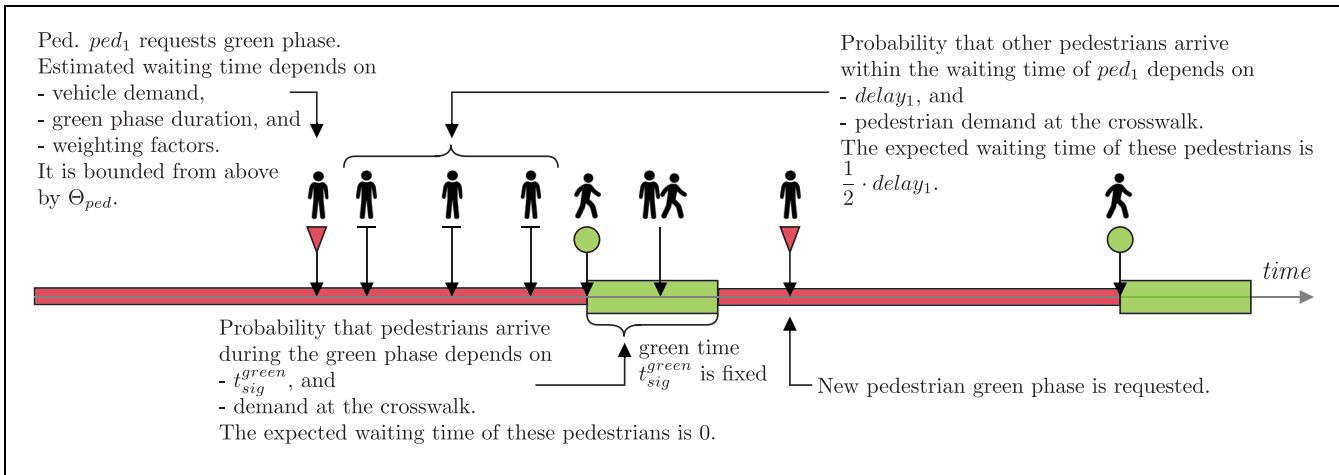 Ped. ped₁ requests green phase.
Estimated waiting time depends on
- vehicle demand,
- green phase duration, and
- weighting factors.
It is bounded from above
by Θ_ped.
Probability that other pedestrians arrive
within the waiting time of ped₁ depends on
- delay₁, and
- pedestrian demand at the crosswalk.
The expected waiting time of these pedestrians is
1/2 · delay₁.
time
Probability that pedestrians arrive
during the green phase depends on
- t_sig^green, and
- demand at the crosswalk.
The expected waiting time of these pedestrians is 0.
green time
t_sig^green is fixed
New pedestrian green phase is requested.